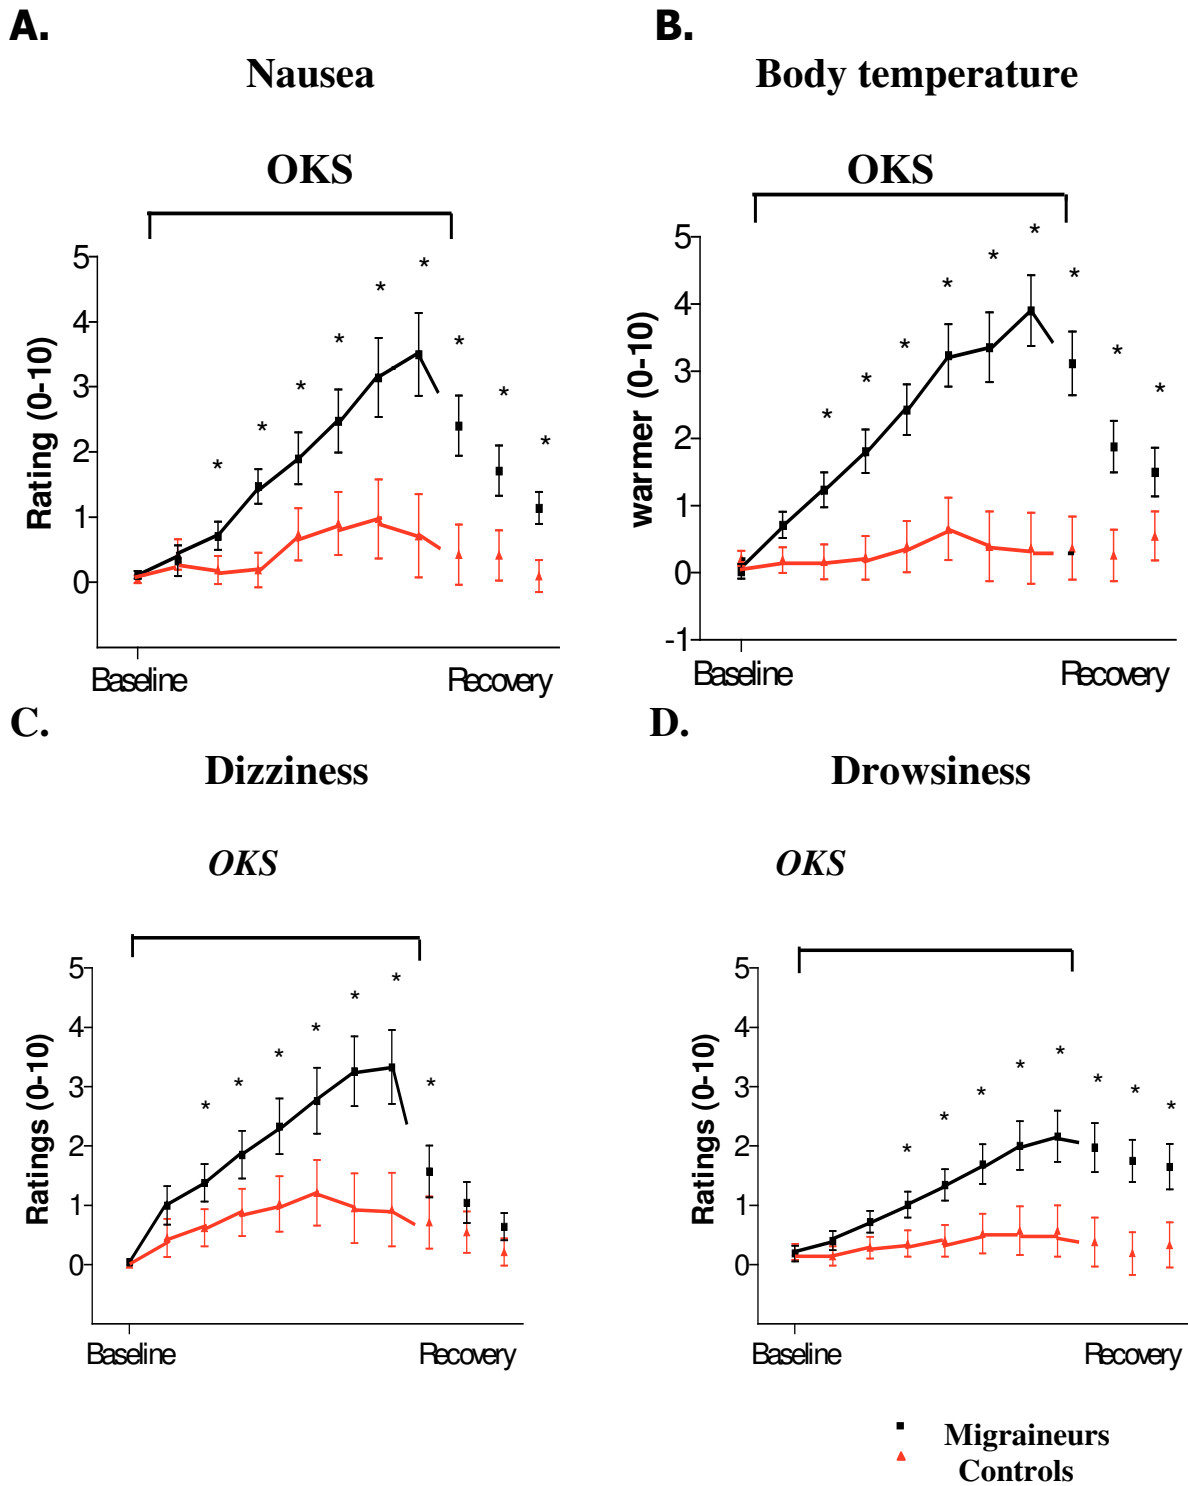 A.
Nausea
OKS
Rating (0-10)
5
4
3
2
1
0
* * * * * * * * *
Baseline
Recovery
B.
Body temperature
OKS
warmer (0-10)
5
4
3
2
1
0
-1
* * * * * * * * *
Baseline
Recovery
C.
Dizziness
OKS
Ratings (0-10)
5
4
3
2
1
0
* * * * * * *
Baseline
Recovery
D.
Drowsiness
OKS
Ratings (0-10)
5
4
3
2
1
0
* * * * * * * *
Baseline
Recovery
Migraineurs
Controls